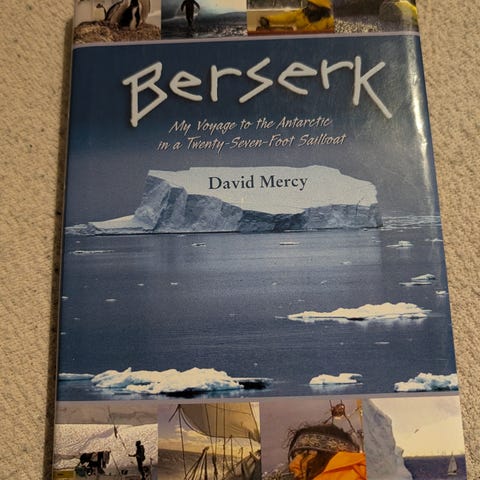 Berserk
My Voyage to the Antarctic
in a Twenty-Seven-Foot Sailboat
David Mercy